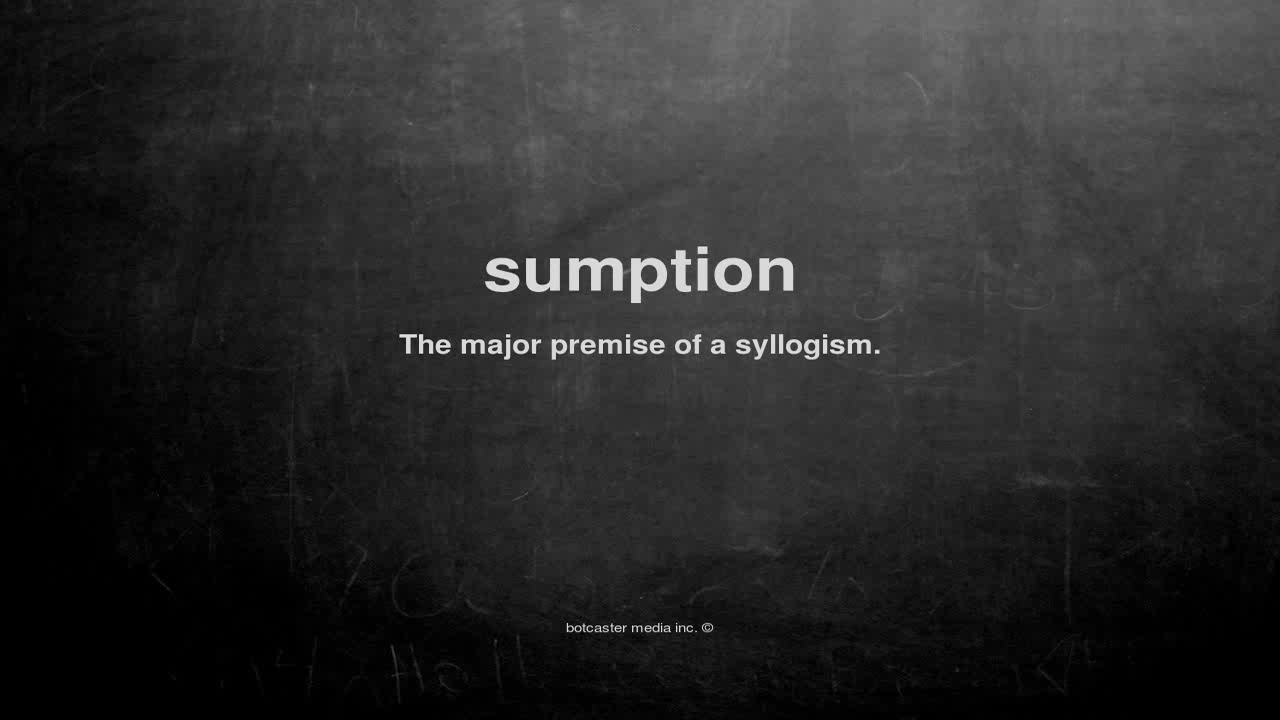 sumption
The major premise of a syllogism.
botcaster media inc. ©